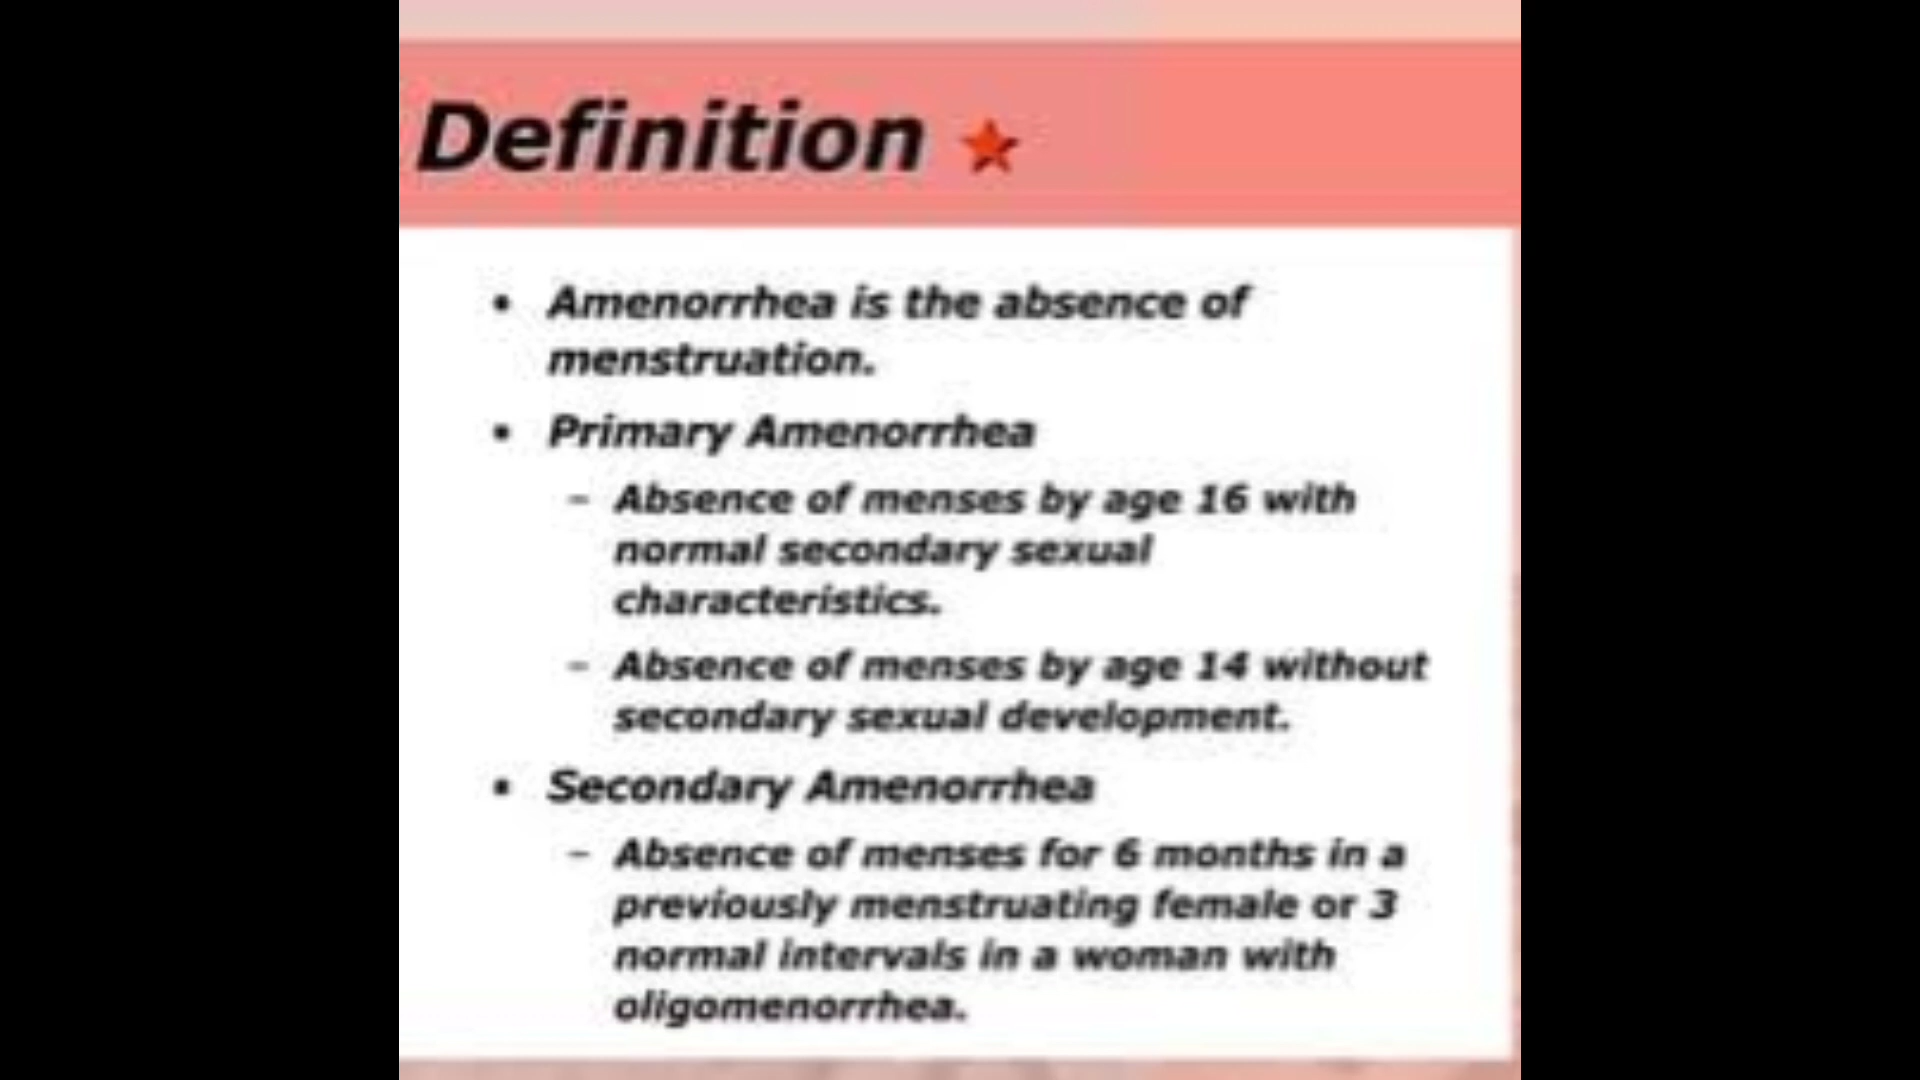 Definition
• Amenorrhea is the absence of
menstruation.
• Primary Amenorrhea
– Absence of menses by age 16 with
normal secondary sexual
characteristics.
– Absence of menses by age 14 without
secondary sexual development.
• Secondary Amenorrhea
– Absence of menses for 6 months in a
previously menstruating female or 3
normal intervals in a woman with
oligomenorrhea.